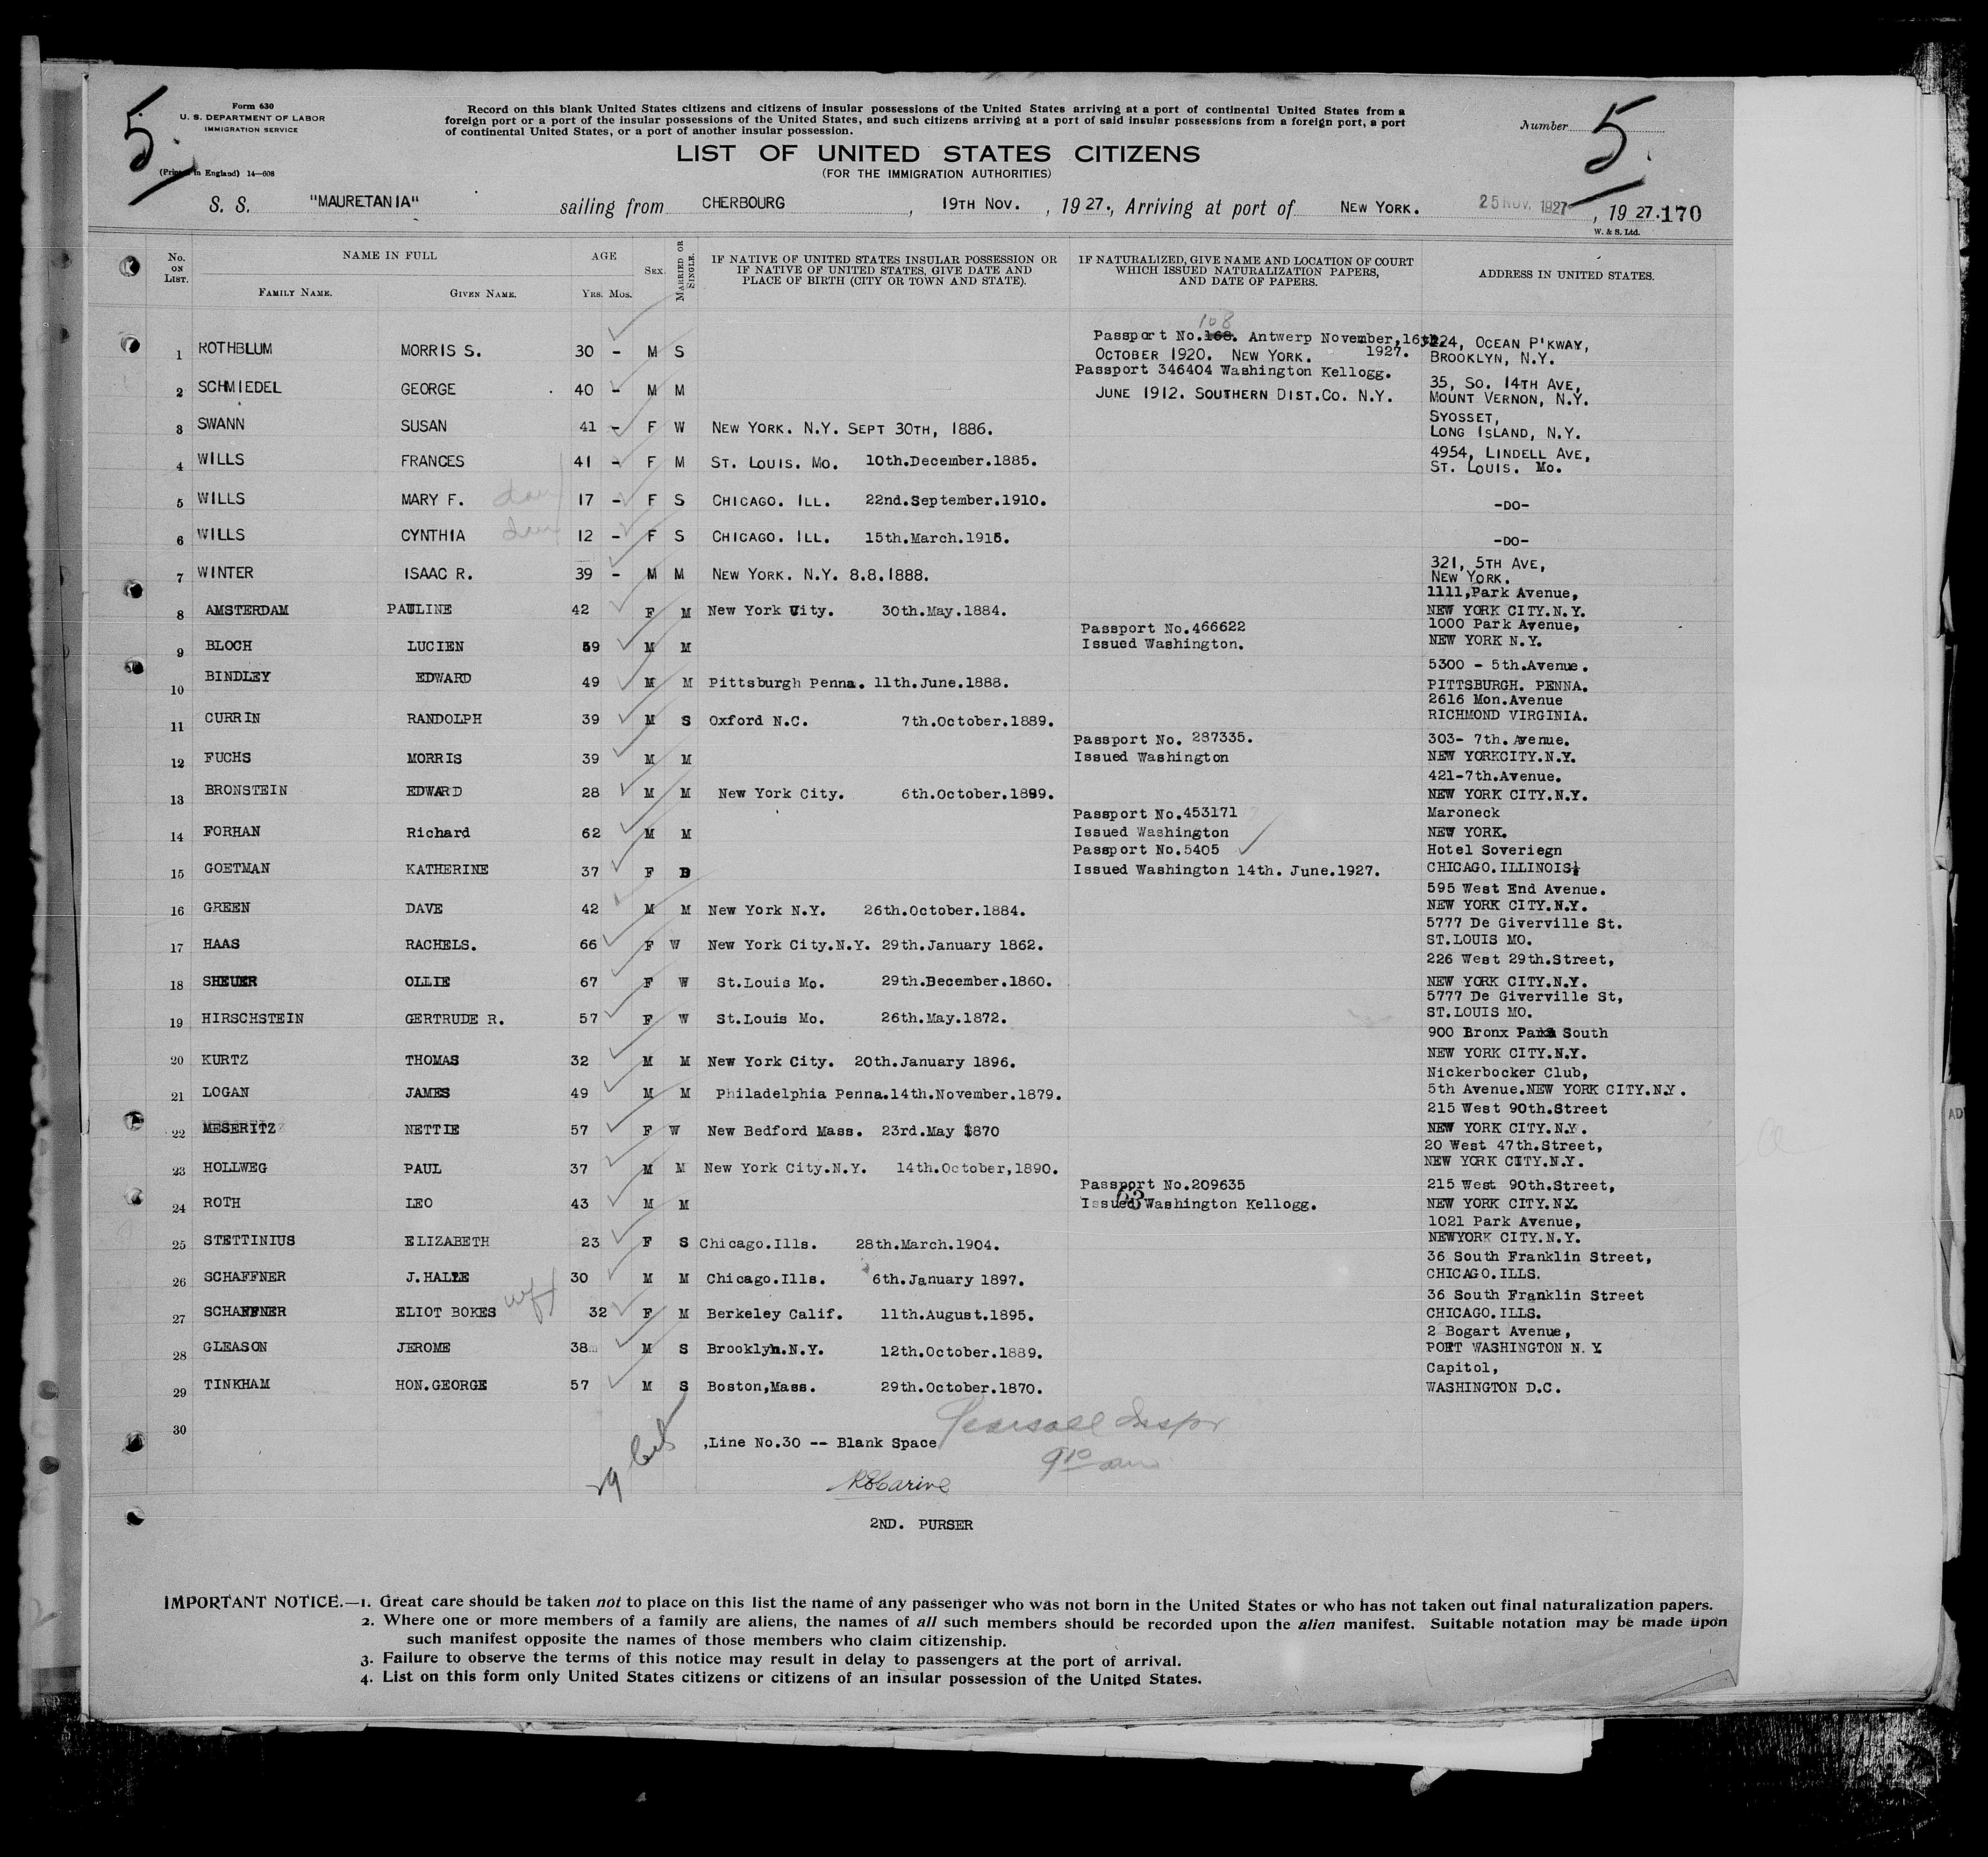 5.
Form 630
U. S. DEPARTMENT OF LABOR
IMMIGRATION SERVICE
(Printed in England) 14—608
Record on this blank United States citizens and citizens of insular possessions of the United States arriving at a port of continental United States from a
foreign port or a port of the insular possessions of the United States, and such citizens arriving at a port of said insular possessions from a foreign port, a port
of continental United States, or a port of another insular possession.
Number 5.
LIST OF UNITED STATES CITIZENS
(FOR THE IMMIGRATION AUTHORITIES)
S. S. "MAURETANIA" sailing from CHERBOURG, 19TH NOV., 1927., Arriving at port of NEW YORK. 25 NOV. 1927, 1927. 170
W. & S. Ltd.
No. ON LIST. NAME IN FULL FAMILY NAME. GIVEN NAME. AGE YRS. MOS. SEX. MARRIED OR SINGLE. IF NATIVE OF UNITED STATES INSULAR POSSESSION OR IF NATIVE OF UNITED STATES, GIVE DATE AND PLACE OF BIRTH (CITY OR TOWN AND STATE). IF NATURALIZED, GIVE NAME AND LOCATION OF COURT WHICH ISSUED NATURALIZATION PAPERS, AND DATE OF PAPERS. ADDRESS IN UNITED STATES.
108
Passport No.168. Antwerp November,16th. 1927.
1 ROTHBLUM MORRIS S. 30 - M S OCTOBER 1920. NEW YORK. 224, OCEAN P'KWAY, BROOKLYN, N.Y.
Passport 346404 Washington Kellogg.
2 SCHMIEDEL GEORGE 40 - M M JUNE 1912. SOUTHERN DIST.CO. N.Y. 35, SO. 14TH AVE, MOUNT VERNON, N.Y.
3 SWANN SUSAN 41 - F W NEW YORK. N.Y. SEPT 30TH, 1886. SYOSSET, LONG ISLAND, N.Y.
4 WILLS FRANCES 41 - F M ST. LOUIS. MO. 10th.December.1885. 4954, LINDELL AVE, ST. LOUIS. MO.
5 WILLS MARY F. dau 17 - F S CHICAGO. ILL. 22nd.September.1910. -DO-
6 WILLS CYNTHIA dau 12 - F S CHICAGO. ILL. 15th.March.1915. -DO-
7 WINTER ISAAC R. 39 - M M NEW YORK. N.Y. 8.8.1888. 321, 5TH AVE, NEW YORK.
8 AMSTERDAM PAULINE 42 F M New York City. 30th.May.1884. 1111,Park Avenue, NEW YORK CITY.N.Y.
9 BLOCH LUCIEN 59 M M Passport No.466622 Issued Washington. 1000 Park Avenue, NEW YORK N.Y.
10 BINDLEY EDWARD 49 M M Pittsburgh Penna. 11th.June.1888. 5300 - 5th.Avenue. PITTSBURGH. PENNA.
11 CURRIN RANDOLPH 39 M S Oxford N.C. 7th.October.1889. 2616 Mon.Avenue RICHMOND VIRGINIA.
12 FUCHS MORRIS 39 M M Passport No. 287335. Issued Washington 303- 7th. Avenue. NEW YORKCITY.N.Y.
13 BRONSTEIN EDWARD 28 M M New York City. 6th.October.1899. 421-7th.Avenue. NEW YORK CITY.N.Y.
14 FORHAN Richard 62 M M Passport No.453171 Issued Washington Maroneck NEW YORK.
15 GOETMAN KATHERINE 37 F D Passport No.5405 Issued Washington 14th. June.1927. Hotel Soveriegn CHICAGO.ILLINOIS
16 GREEN DAVE 42 M M New York N.Y. 26th.October.1884. 595 West End Avenue. NEW YORK CITY.N.Y.
17 HAAS RACHELS. 66 F W New York City.N.Y. 29th.January 1862. 5777 De Giverville St. ST.LOUIS MO.
18 SHEUER OLLIE 67 F W St.Louis Mo. 29th.December.1860. 226 West 29th.Street, NEW YORK CITY.N.Y.
19 HIRSCHSTEIN GERTRUDE R. 57 F W St.Louis Mo. 26th.May.1872. 5777 De Giverville St, ST.LOUIS MO.
20 KURTZ THOMAS 32 M M New York City. 20th.January 1896. 900 Bronx Park South NEW YORK CITY.N.Y.
21 LOGAN JAMES 49 M M Philadelphia Penna.14th.November.1879. Nickerbocker Club, 5th Avenue.NEW YORK CITY.N.Y.
22 MESERITZ NETTIE 57 F W New Bedford Mass. 23rd.May 1870 215 West 90th.Street NEW YORK CITY.N.Y.
23 HOLLWEG PAUL 37 M M New York City.N.Y. 14th.October,1890. 20 West 47th.Street, NEW YORK CITY.N.Y.
24 ROTH LEO 43 M M Passport No.209635 Issued Washington Kellogg. 63 215 West 90th.Street, NEW YORK CITY.N.Y.
25 STETTINIUS ELIZABETH 23 F S Chicago.Ills. 28th.March.1904. 1021 Park Avenue, NEWYORK CITY.N.Y.
26 SCHAFFNER J.HALLE 30 M M Chicago.Ills. 6th.January 1897. 36 South Franklin Street, CHICAGO.ILLS.
27 SCHAFFNER ELIOT BOKES wf 32 F M Berkeley Calif. 11th.August.1895. 36 South Franklin Street CHICAGO.ILLS.
28 GLEASON JEROME 38 M S Brooklyn.N.Y. 12th.October.1889. 2 Bogart Avenue, PORT WASHINGTON N.Y.
29 TINKHAM HON.GEORGE 57 M S Boston,Mass. 29th.October.1870. Capitol, WASHINGTON D.C.
30 ,Line No.30 -- Blank Space
Pearsall Inspr
9 10 am
29
2ND. PURSER
IMPORTANT NOTICE.—1. Great care should be taken not to place on this list the name of any passenger who was not born in the United States or who has not taken out final naturalization papers.
2. Where one or more members of a family are aliens, the names of all such members should be recorded upon the alien manifest. Suitable notation may be made upon
such manifest opposite the names of those members who claim citizenship.
3. Failure to observe the terms of this notice may result in delay to passengers at the port of arrival.
4. List on this form only United States citizens or citizens of an insular possession of the United States.